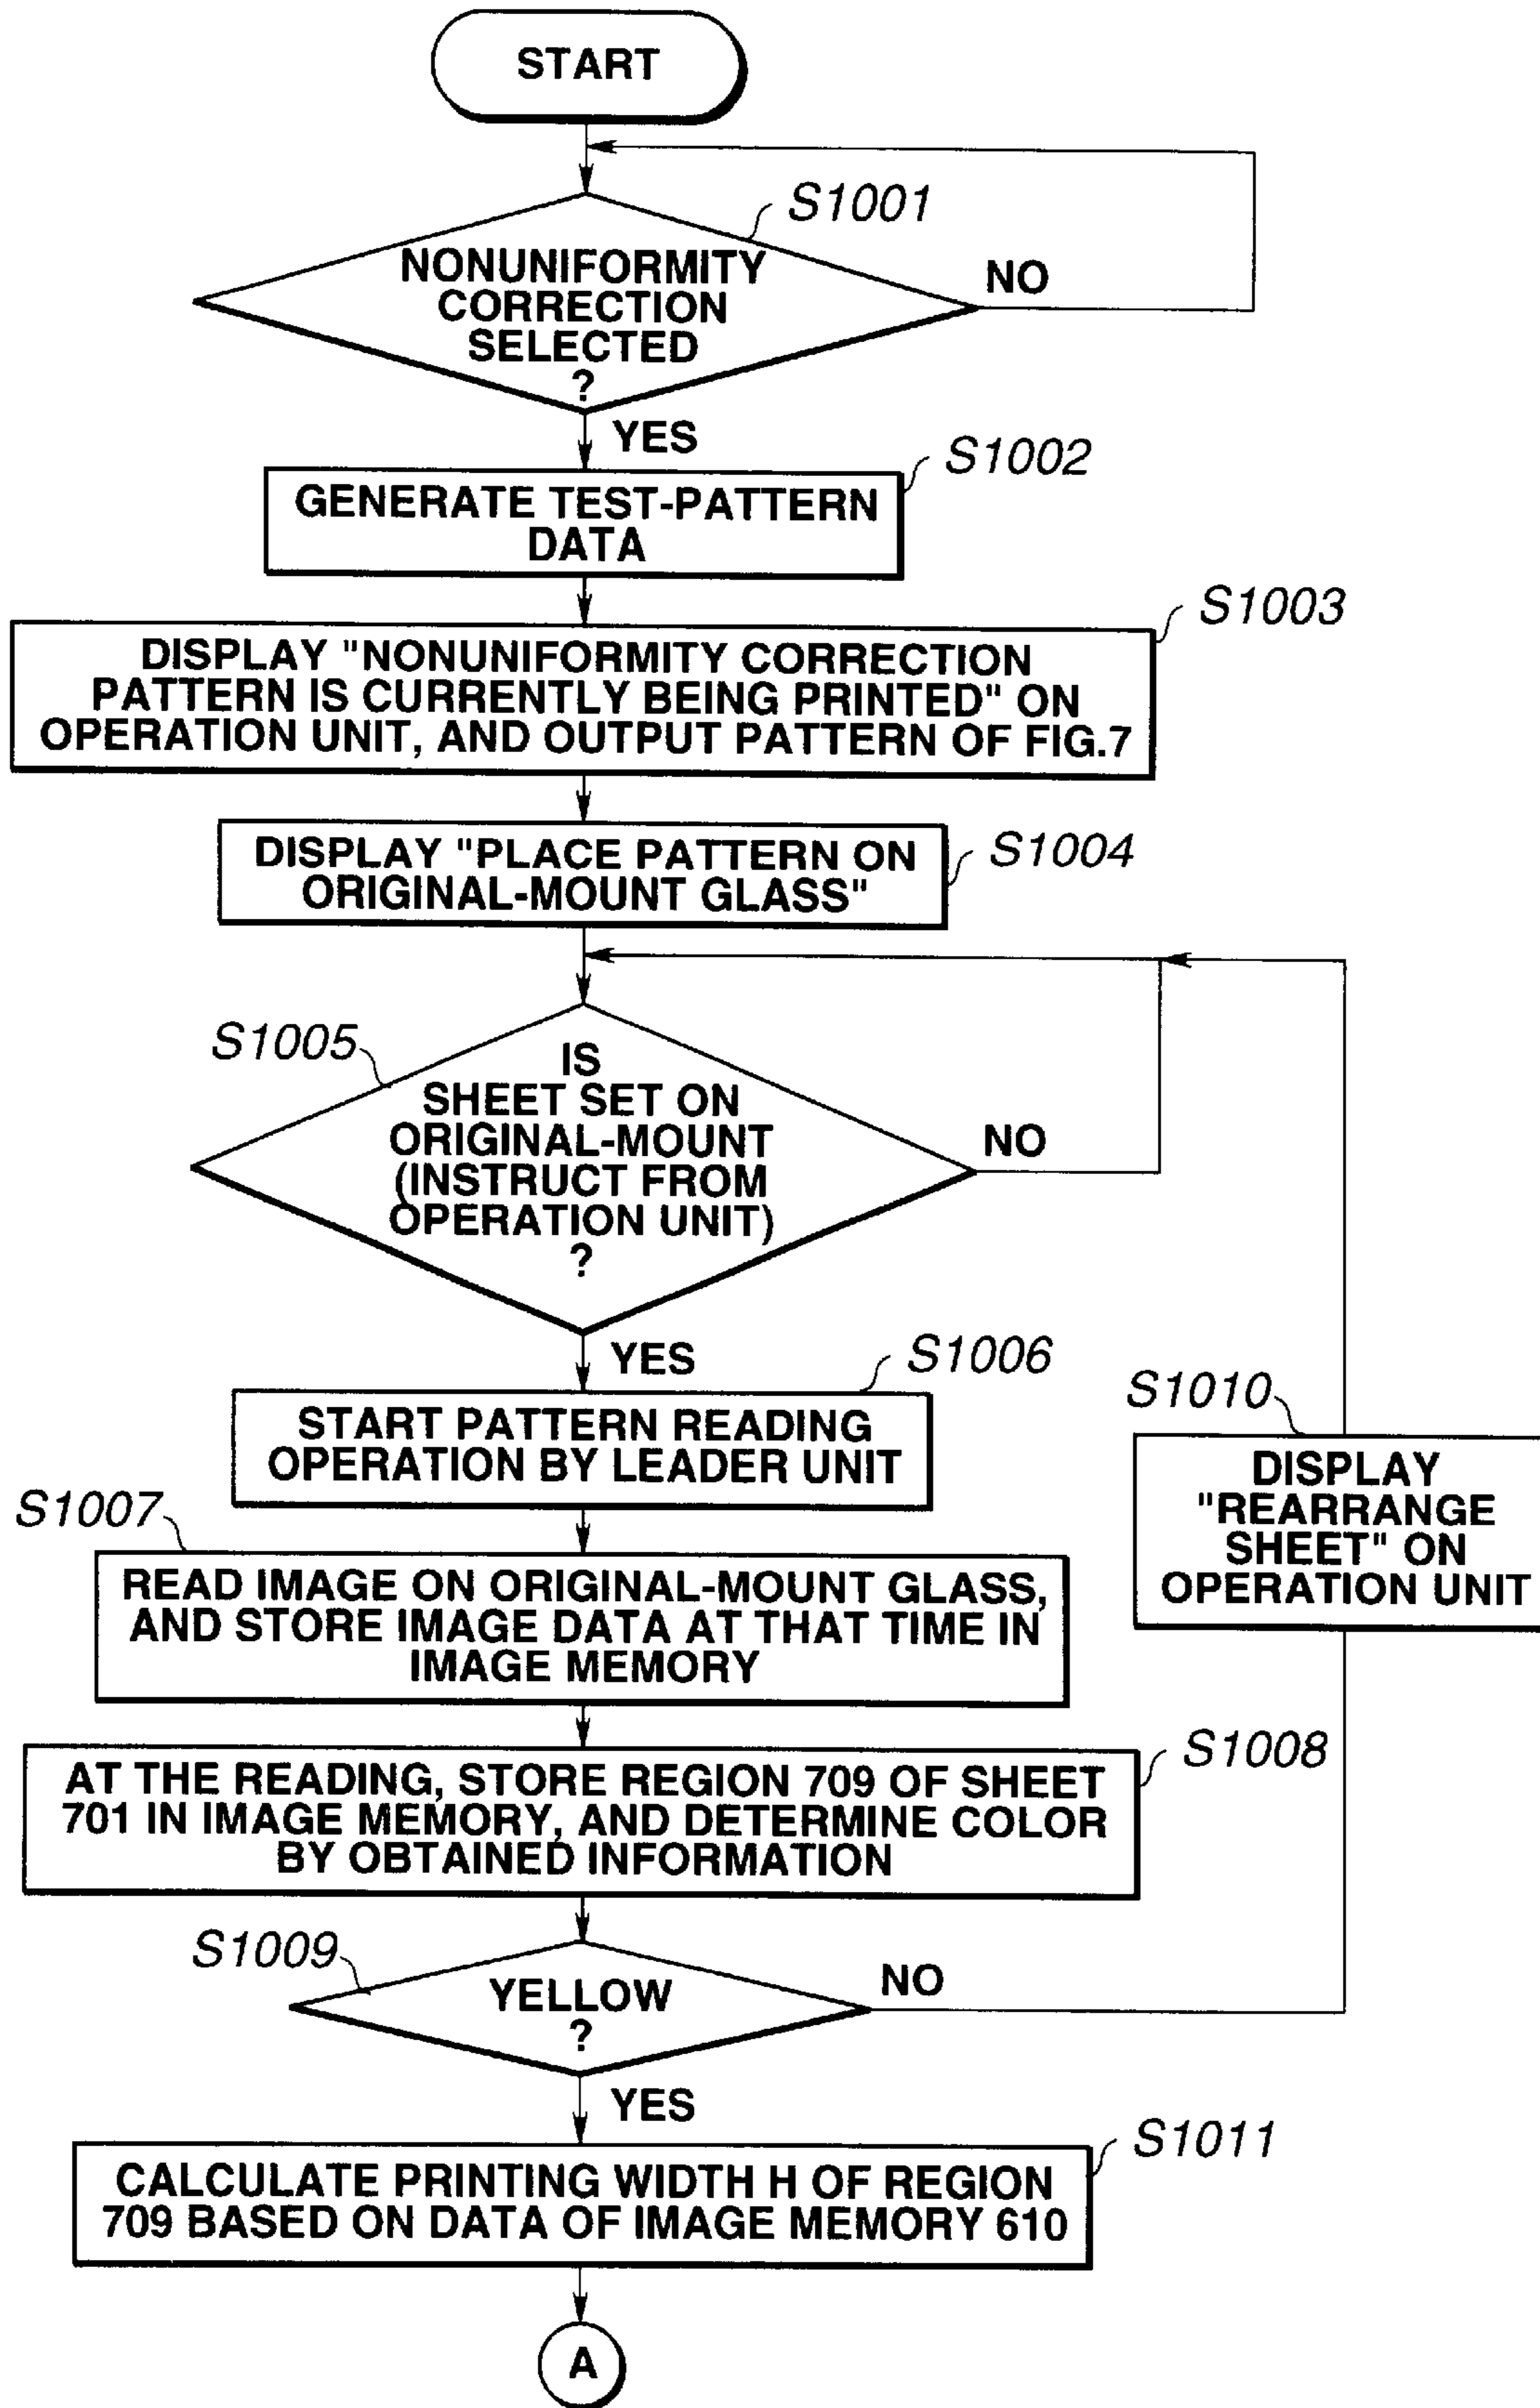 START
S1001
NONUNIFORMITY
CORRECTION
SELECTED
?
NO
YES
S1002
GENERATE TEST-PATTERN
DATA
S1003
DISPLAY "NONUNIFORMITY CORRECTION
PATTERN IS CURRENTLY BEING PRINTED" ON
OPERATION UNIT, AND OUTPUT PATTERN OF FIG.7
S1004
DISPLAY "PLACE PATTERN ON
ORIGINAL-MOUNT GLASS"
S1005
IS
SHEET SET ON
ORIGINAL-MOUNT
(INSTRUCT FROM
OPERATION UNIT)
?
NO
YES
S1006
START PATTERN READING
OPERATION BY LEADER UNIT
S1010
DISPLAY
"REARRANGE
SHEET" ON
OPERATION UNIT
S1007
READ IMAGE ON ORIGINAL-MOUNT GLASS,
AND STORE IMAGE DATA AT THAT TIME IN
IMAGE MEMORY
S1008
AT THE READING, STORE REGION 709 OF SHEET
701 IN IMAGE MEMORY, AND DETERMINE COLOR
BY OBTAINED INFORMATION
S1009
YELLOW
?
NO
YES
S1011
CALCULATE PRINTING WIDTH H OF REGION
709 BASED ON DATA OF IMAGE MEMORY 610
A